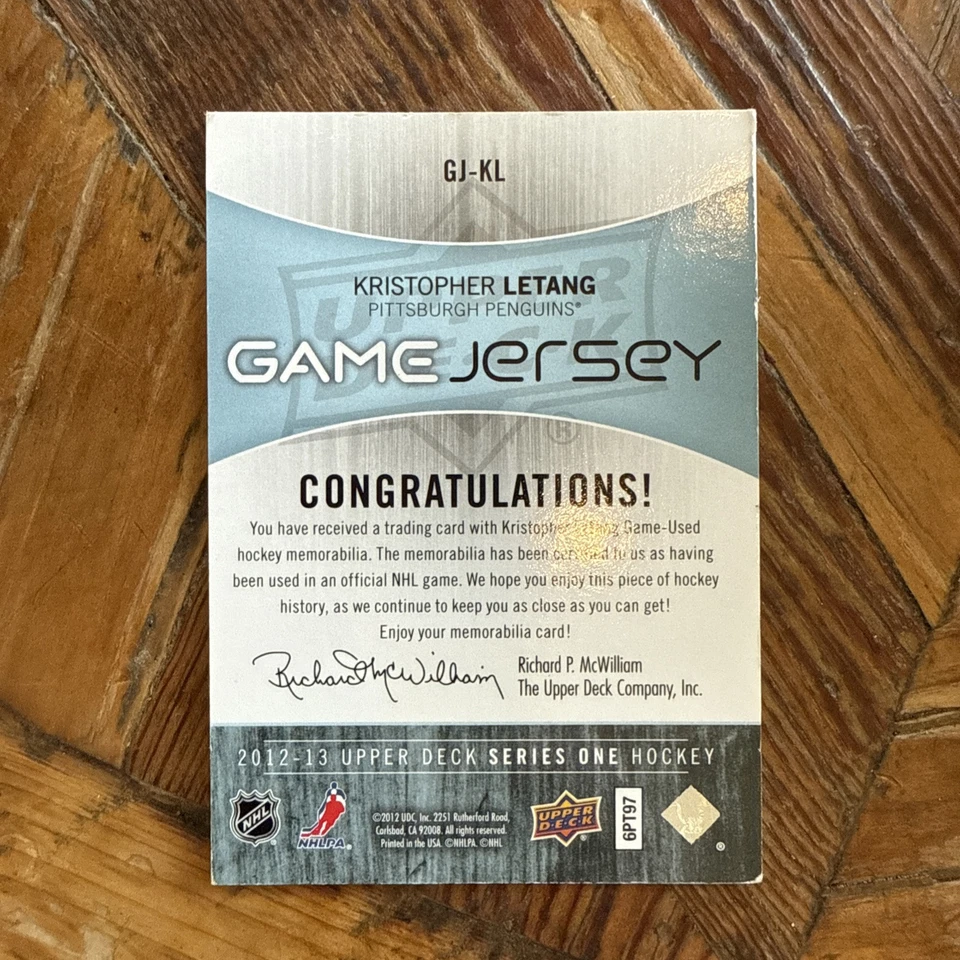 GJ-KL
UPPER DECK
KRISTOPHER LETANG
PITTSBURGH PENGUINS®
GAME JERSEY
®
CONGRATULATIONS!
You have received a trading card with Kristopher Letang Game-Used
hockey memorabilia. The memorabilia has been certified to us as having
been used in an official NHL game. We hope you enjoy this piece of hockey
history, as we continue to keep you as close as you can get!
Enjoy your memorabilia card!
Richard McWilliam
Richard P. McWilliam
The Upper Deck Company, Inc.
2012-13 UPPER DECK SERIES ONE HOCKEY
NHL
NHLPA
©2012 UDC, Inc. 2251 Rutherford Road,
Carlsbad, CA 92008. All rights reserved.
Printed in the USA. ©NHLPA. ©NHL
UPPER
DECK
6PT97
®